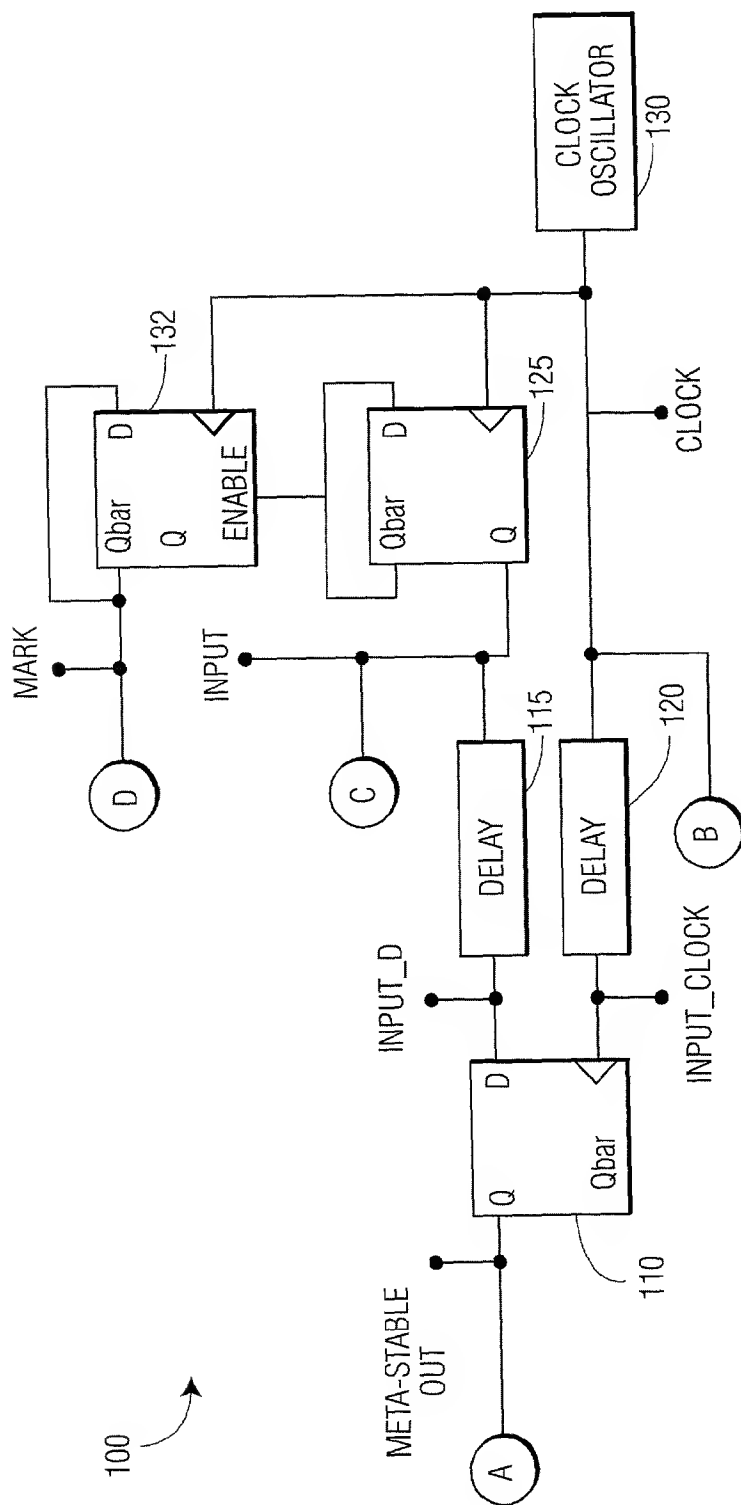 100
META-STABLE
OUT
A
Q
Qbar
D
110
INPUT_D
INPUT_CLOCK
DELAY
115
DELAY
120
B
MARK
D
INPUT
C
Qbar
D
Q
ENABLE
132
Qbar
D
Q
125
CLOCK
CLOCK
OSCILLATOR
130